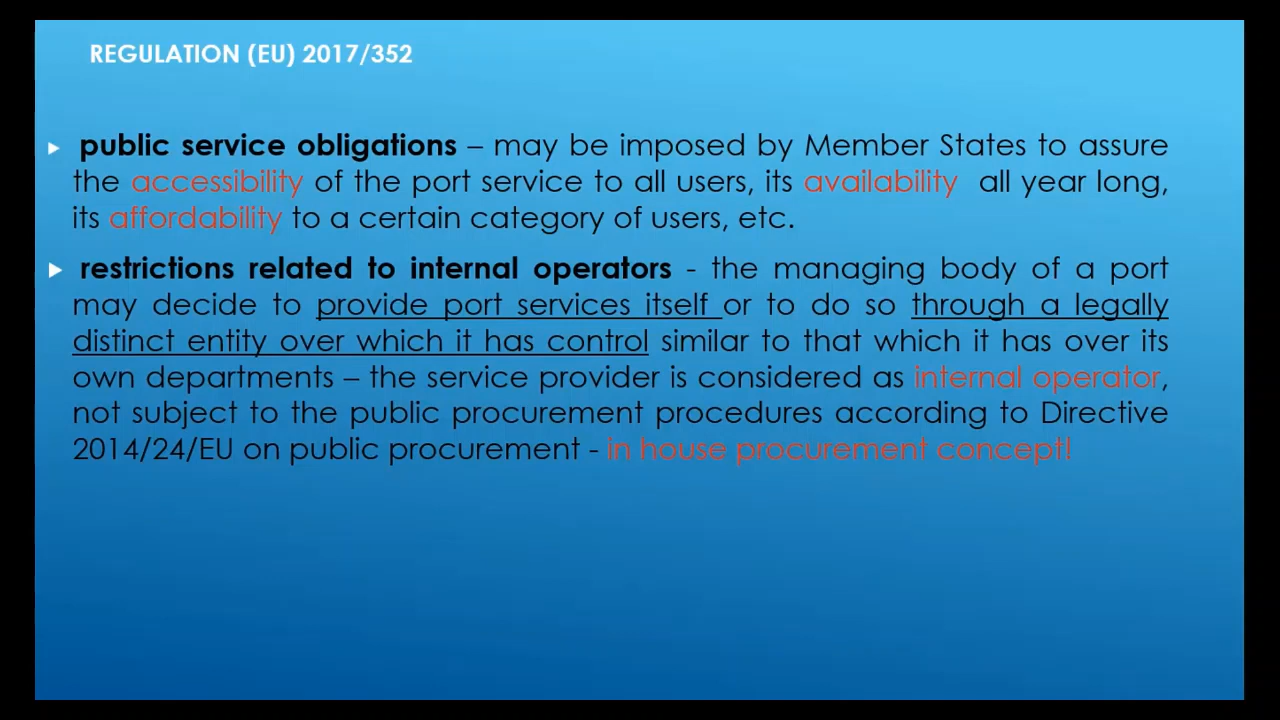 REGULATION (EU) 2017/352
public service obligations – may be imposed by Member States to assure
the accessibility of the port service to all users, its availability all year long,
its affordability to a certain category of users, etc.
restrictions related to internal operators - the managing body of a port
may decide to provide port services itself or to do so through a legally
distinct entity over which it has control similar to that which it has over its
own departments – the service provider is considered as internal operator,
not subject to the public procurement procedures according to Directive
2014/24/EU on public procurement - in house procurement concept!